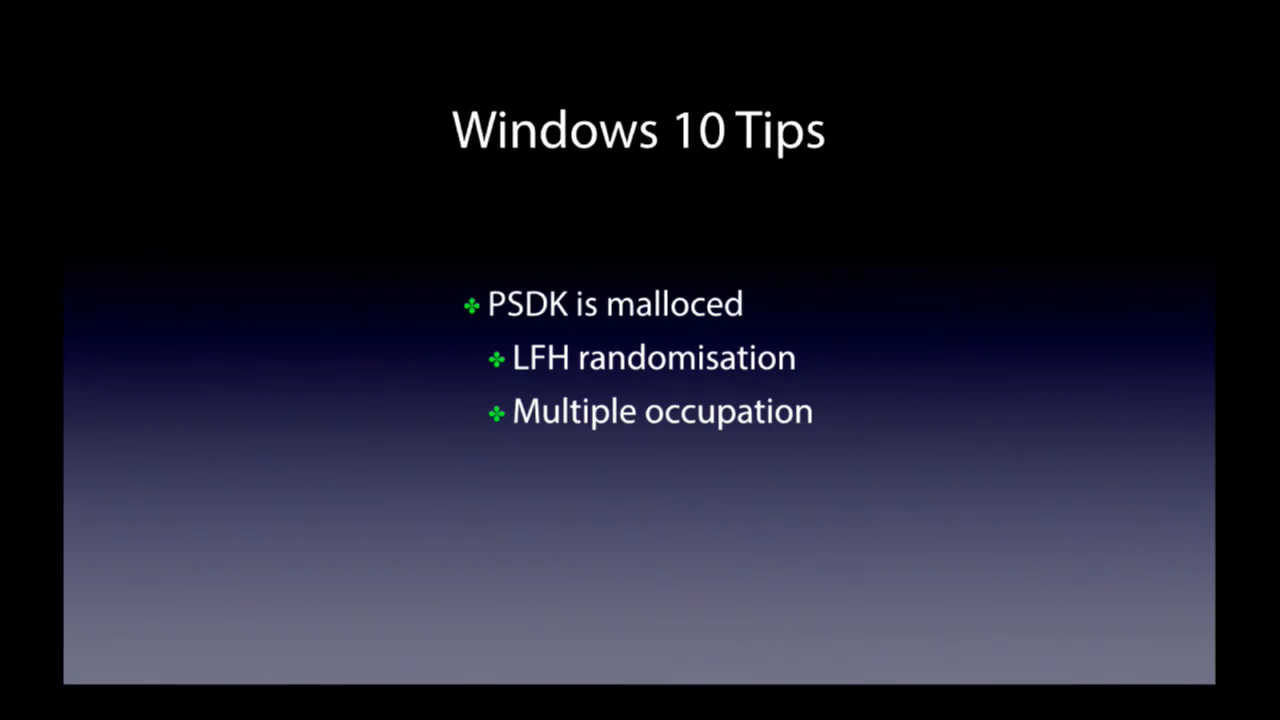 Windows 10 Tips
PSDK is malloced
LFH randomisation
Multiple occupation